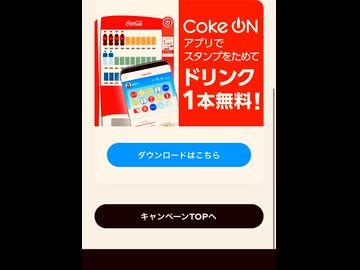 Coca-Cola
Coke ON
アプリで
スタンプをためて
ドリンク
1本無料!
ダウンロードはこちら
キャンペーンTOPへ